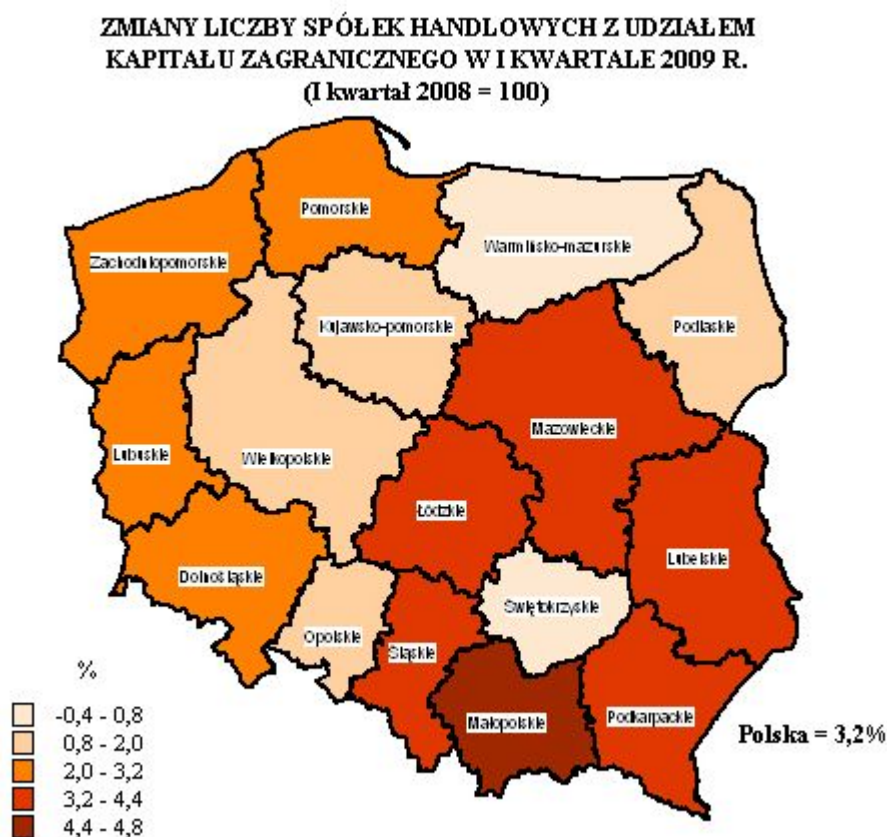 ZMIANY LICZBY SPÓŁEK HANDLOWYCH Z UDZIAŁEM
KAPITAŁU ZAGRANICZNEGO W I KWARTALE 2009 R.
(I kwartał 2008 = 100)
Pomorskie
Warmińsko-mazurskie
Zachodniopomorskie
Kujawsko-pomorskie
Podlaskie
Mazowieckie
Lubuskie
Wielkopolskie
Łódzkie
Lubelskie
Dolnośląskie
Świętokrzyskie
Opolskie
Śląskie
%
Małopolskie
Podkarpackie
Polska = 3,2%
-0,4 - 0,8
0,8 - 2,0
2,0 - 3,2
3,2 - 4,4
4,4 - 4,8